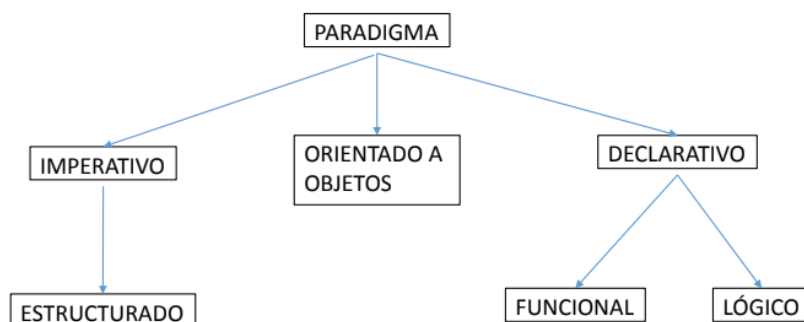 PARADIGMA
IMPERATIVO
ORIENTADO A
OBJETOS
DECLARATIVO
ESTRUCTURADO
FUNCIONAL
LÓGICO